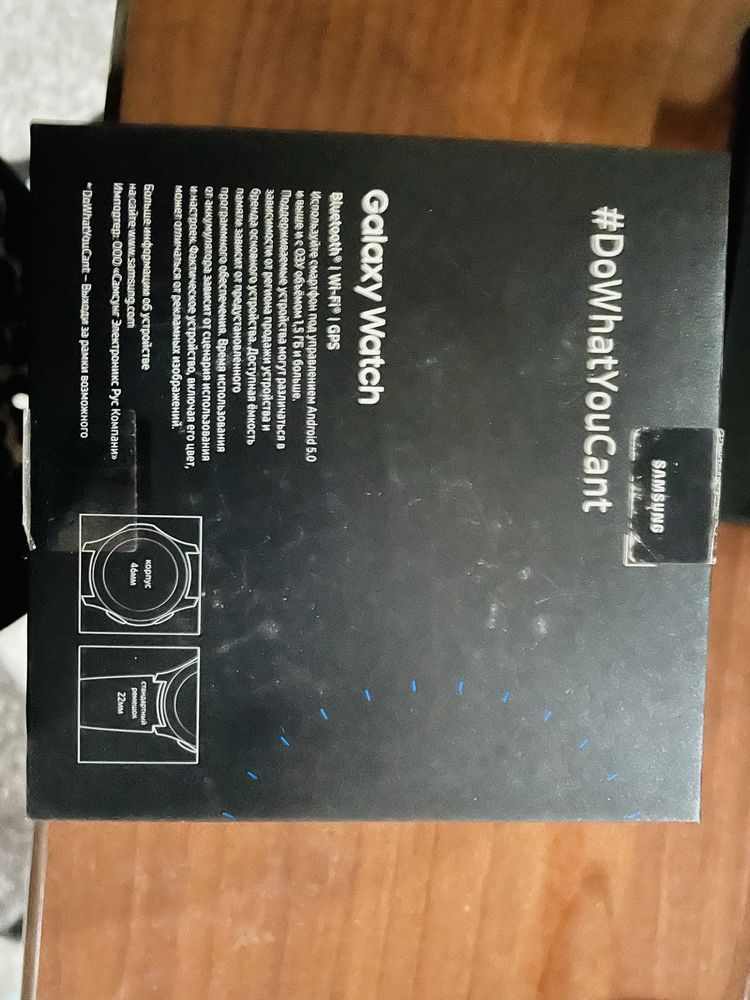 #DoWhatYouCant
SAMSUNG
Galaxy Watch
Bluetooth® | Wi-Fi® | GPS
Используйте смартфон под управлением Android 5.0
и выше и с ОЗУ объёмом 1,5 ГБ и больше.
Поддерживаемые устройства могут различаться в
зависимости от региона продажи устройства и
бренда основного устройства. Доступная ёмкость
памяти зависит от предустановленного
программного обеспечения. Время использования
от аккумулятора зависит от сценария использования
и настроек. Фактическое устройство, включая его цвет,
может отличаться от рекламных изображений.
Больше информации об устройстве
на сайте www.samsung.com
Импортер: ООО «Самсунг Электроникс Рус Компани»
* DoWhatYouCant – Выходи за рамки возможного
корпус
46мм
стандартный
ремешок
22мм